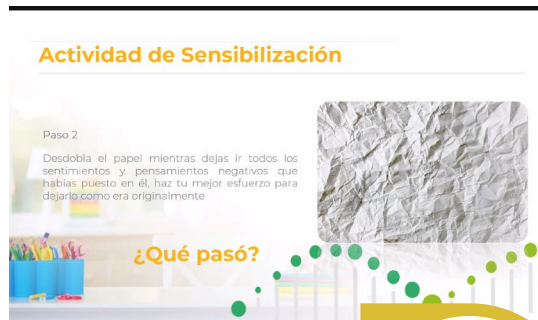 Actividad de Sensibilización
Paso 2
Desdobla el papel mientras dejas ir todos los
sentimientos y pensamientos negativos que
habías puesto en él, haz tu mejor esfuerzo para
dejarlo como era originalmente
¿Qué pasó?